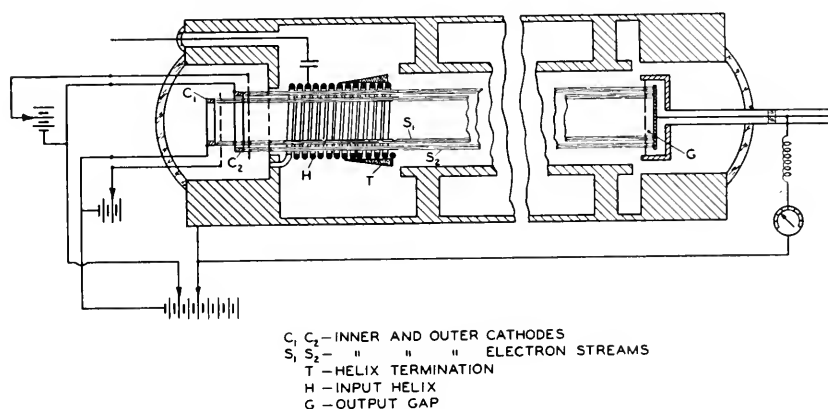 C₁
C₂
H
T
S₁
S₂
G
C₁ C₂ — INNER AND OUTER CATHODES
S₁ S₂ — " " " ELECTRON STREAMS
T — HELIX TERMINATION
H — INPUT HELIX
G — OUTPUT GAP